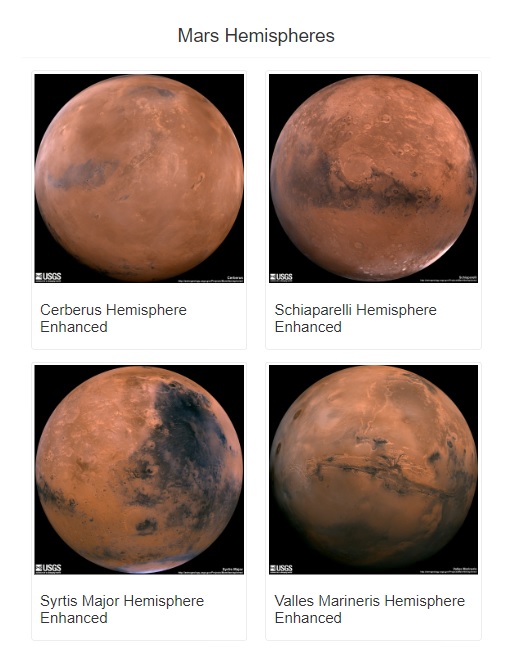 Mars Hemispheres
USGS
Cerberus
USGS
Schiaparelli
Cerberus Hemisphere
Enhanced
Schiaparelli Hemisphere
Enhanced
USGS
Syrtis Major
USGS
Valles Marineris
Syrtis Major Hemisphere
Enhanced
Valles Marineris Hemisphere
Enhanced